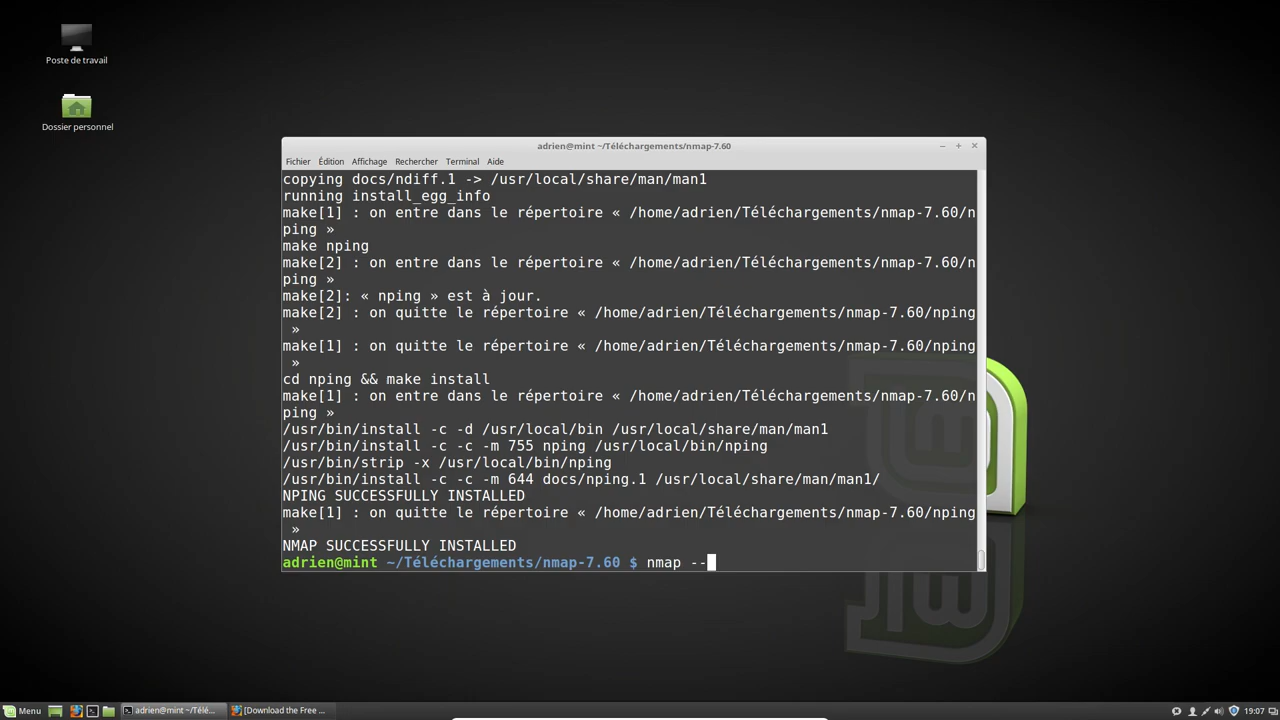 Poste de travail
Dossier personnel
adrien@mint ~/Téléchargements/nmap-7.60
Fichier Édition Affichage Rechercher Terminal Aide
copying docs/ndiff.1 -> /usr/local/share/man/man1
running install_egg_info
make[1] : on entre dans le répertoire « /home/adrien/Téléchargements/nmap-7.60/n
ping »
make nping
make[2] : on entre dans le répertoire « /home/adrien/Téléchargements/nmap-7.60/n
ping »
make[2]: « nping » est à jour.
make[2] : on quitte le répertoire « /home/adrien/Téléchargements/nmap-7.60/nping
»
make[1] : on quitte le répertoire « /home/adrien/Téléchargements/nmap-7.60/nping
»
cd nping && make install
make[1] : on entre dans le répertoire « /home/adrien/Téléchargements/nmap-7.60/n
ping »
/usr/bin/install -c -d /usr/local/bin /usr/local/share/man/man1
/usr/bin/install -c -c -m 755 nping /usr/local/bin/nping
/usr/bin/strip -x /usr/local/bin/nping
/usr/bin/install -c -c -m 644 docs/nping.1 /usr/local/share/man/man1/
NPING SUCCESSFULLY INSTALLED
make[1] : on quitte le répertoire « /home/adrien/Téléchargements/nmap-7.60/nping
»
NMAP SUCCESSFULLY INSTALLED
adrien@mint ~/Téléchargements/nmap-7.60 $ nmap --
Menu adrien@mint ~/Télé... [Download the Free ... 19:07